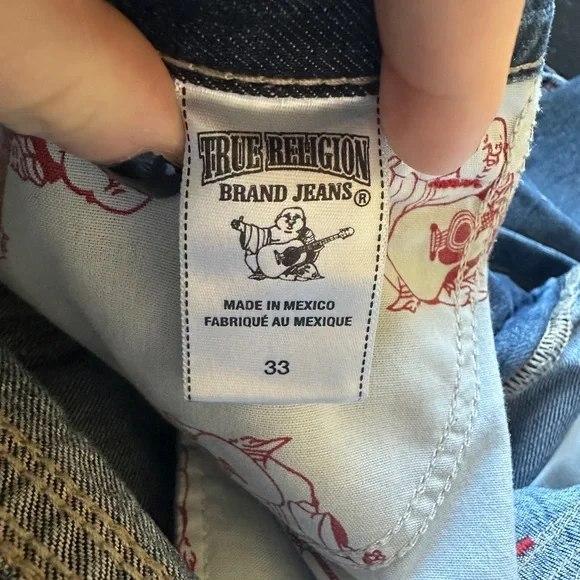 TRUE RELIGION
BRAND JEANS®
MADE IN MEXICO
FABRIQUÉ AU MEXIQUE
33